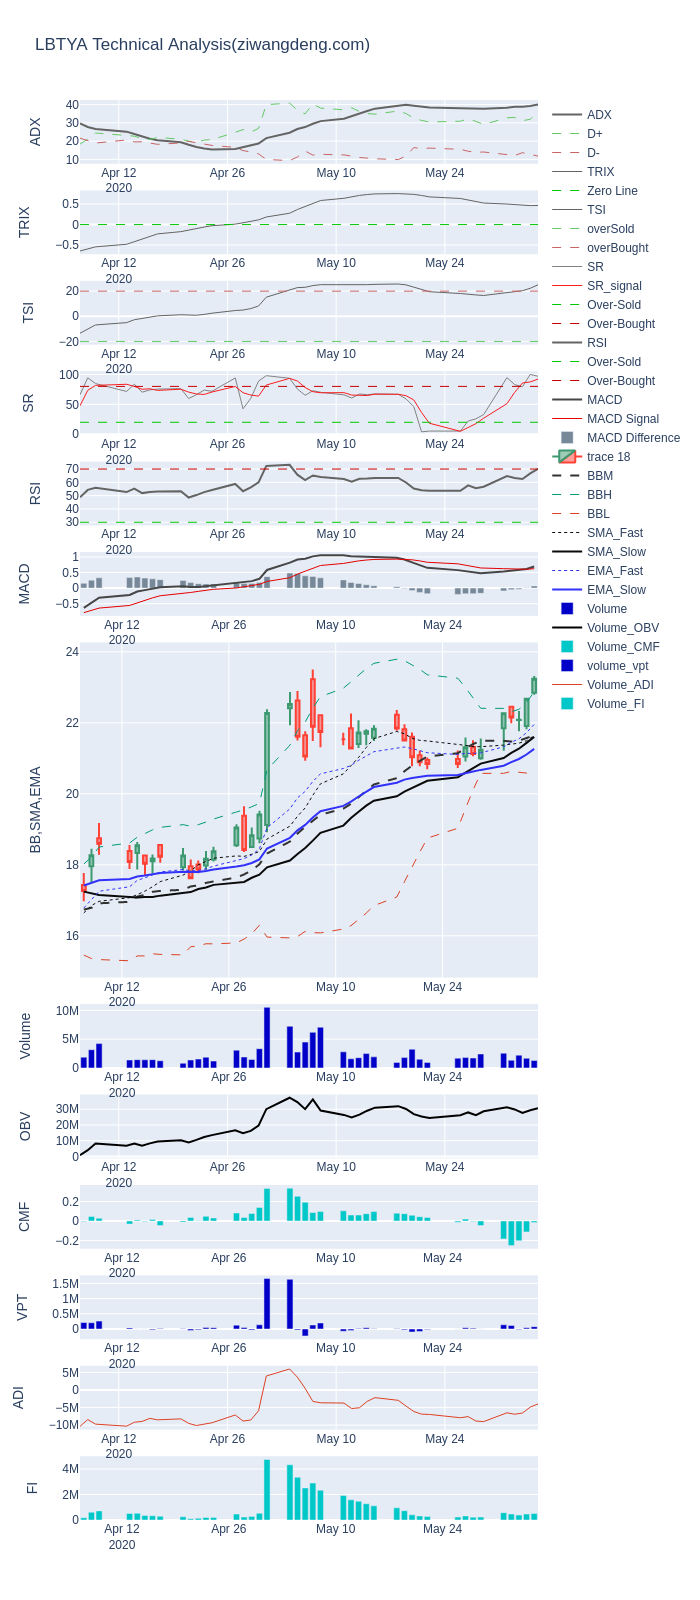 LBTYA Technical Analysis(ziwangdeng.com)
ADX
40
30
20
10
Apr 12
2020
Apr 26
May 10
May 24
TRIX
0.5
0
−0.5
Apr 12
2020
Apr 26
May 10
May 24
TSI
20
0
−20
Apr 12
2020
Apr 26
May 10
May 24
SR
100
50
0
Apr 12
2020
Apr 26
May 10
May 24
RSI
70
60
50
40
30
Apr 12
2020
Apr 26
May 10
May 24
MACD
1
0.5
0
−0.5
Apr 12
2020
Apr 26
May 10
May 24
BB,SMA,EMA
24
22
20
18
16
Apr 12
2020
Apr 26
May 10
May 24
Volume
10M
5M
0
Apr 12
2020
Apr 26
May 10
May 24
OBV
30M
20M
10M
0
Apr 12
2020
Apr 26
May 10
May 24
CMF
0.2
0
−0.2
Apr 12
2020
Apr 26
May 10
May 24
VPT
1.5M
1M
0.5M
0
Apr 12
2020
Apr 26
May 10
May 24
ADI
5M
0
−5M
−10M
Apr 12
2020
Apr 26
May 10
May 24
FI
4M
2M
0
Apr 12
2020
Apr 26
May 10
May 24
ADX
D+
D-
TRIX
Zero Line
TSI
overSold
overBought
SR
SR_signal
Over-Sold
Over-Bought
RSI
Over-Sold
Over-Bought
MACD
MACD Signal
MACD Difference
trace 18
BBM
BBH
BBL
SMA_Fast
SMA_Slow
EMA_Fast
EMA_Slow
Volume
Volume_OBV
Volume_CMF
volume_vpt
Volume_ADI
Volume_FI